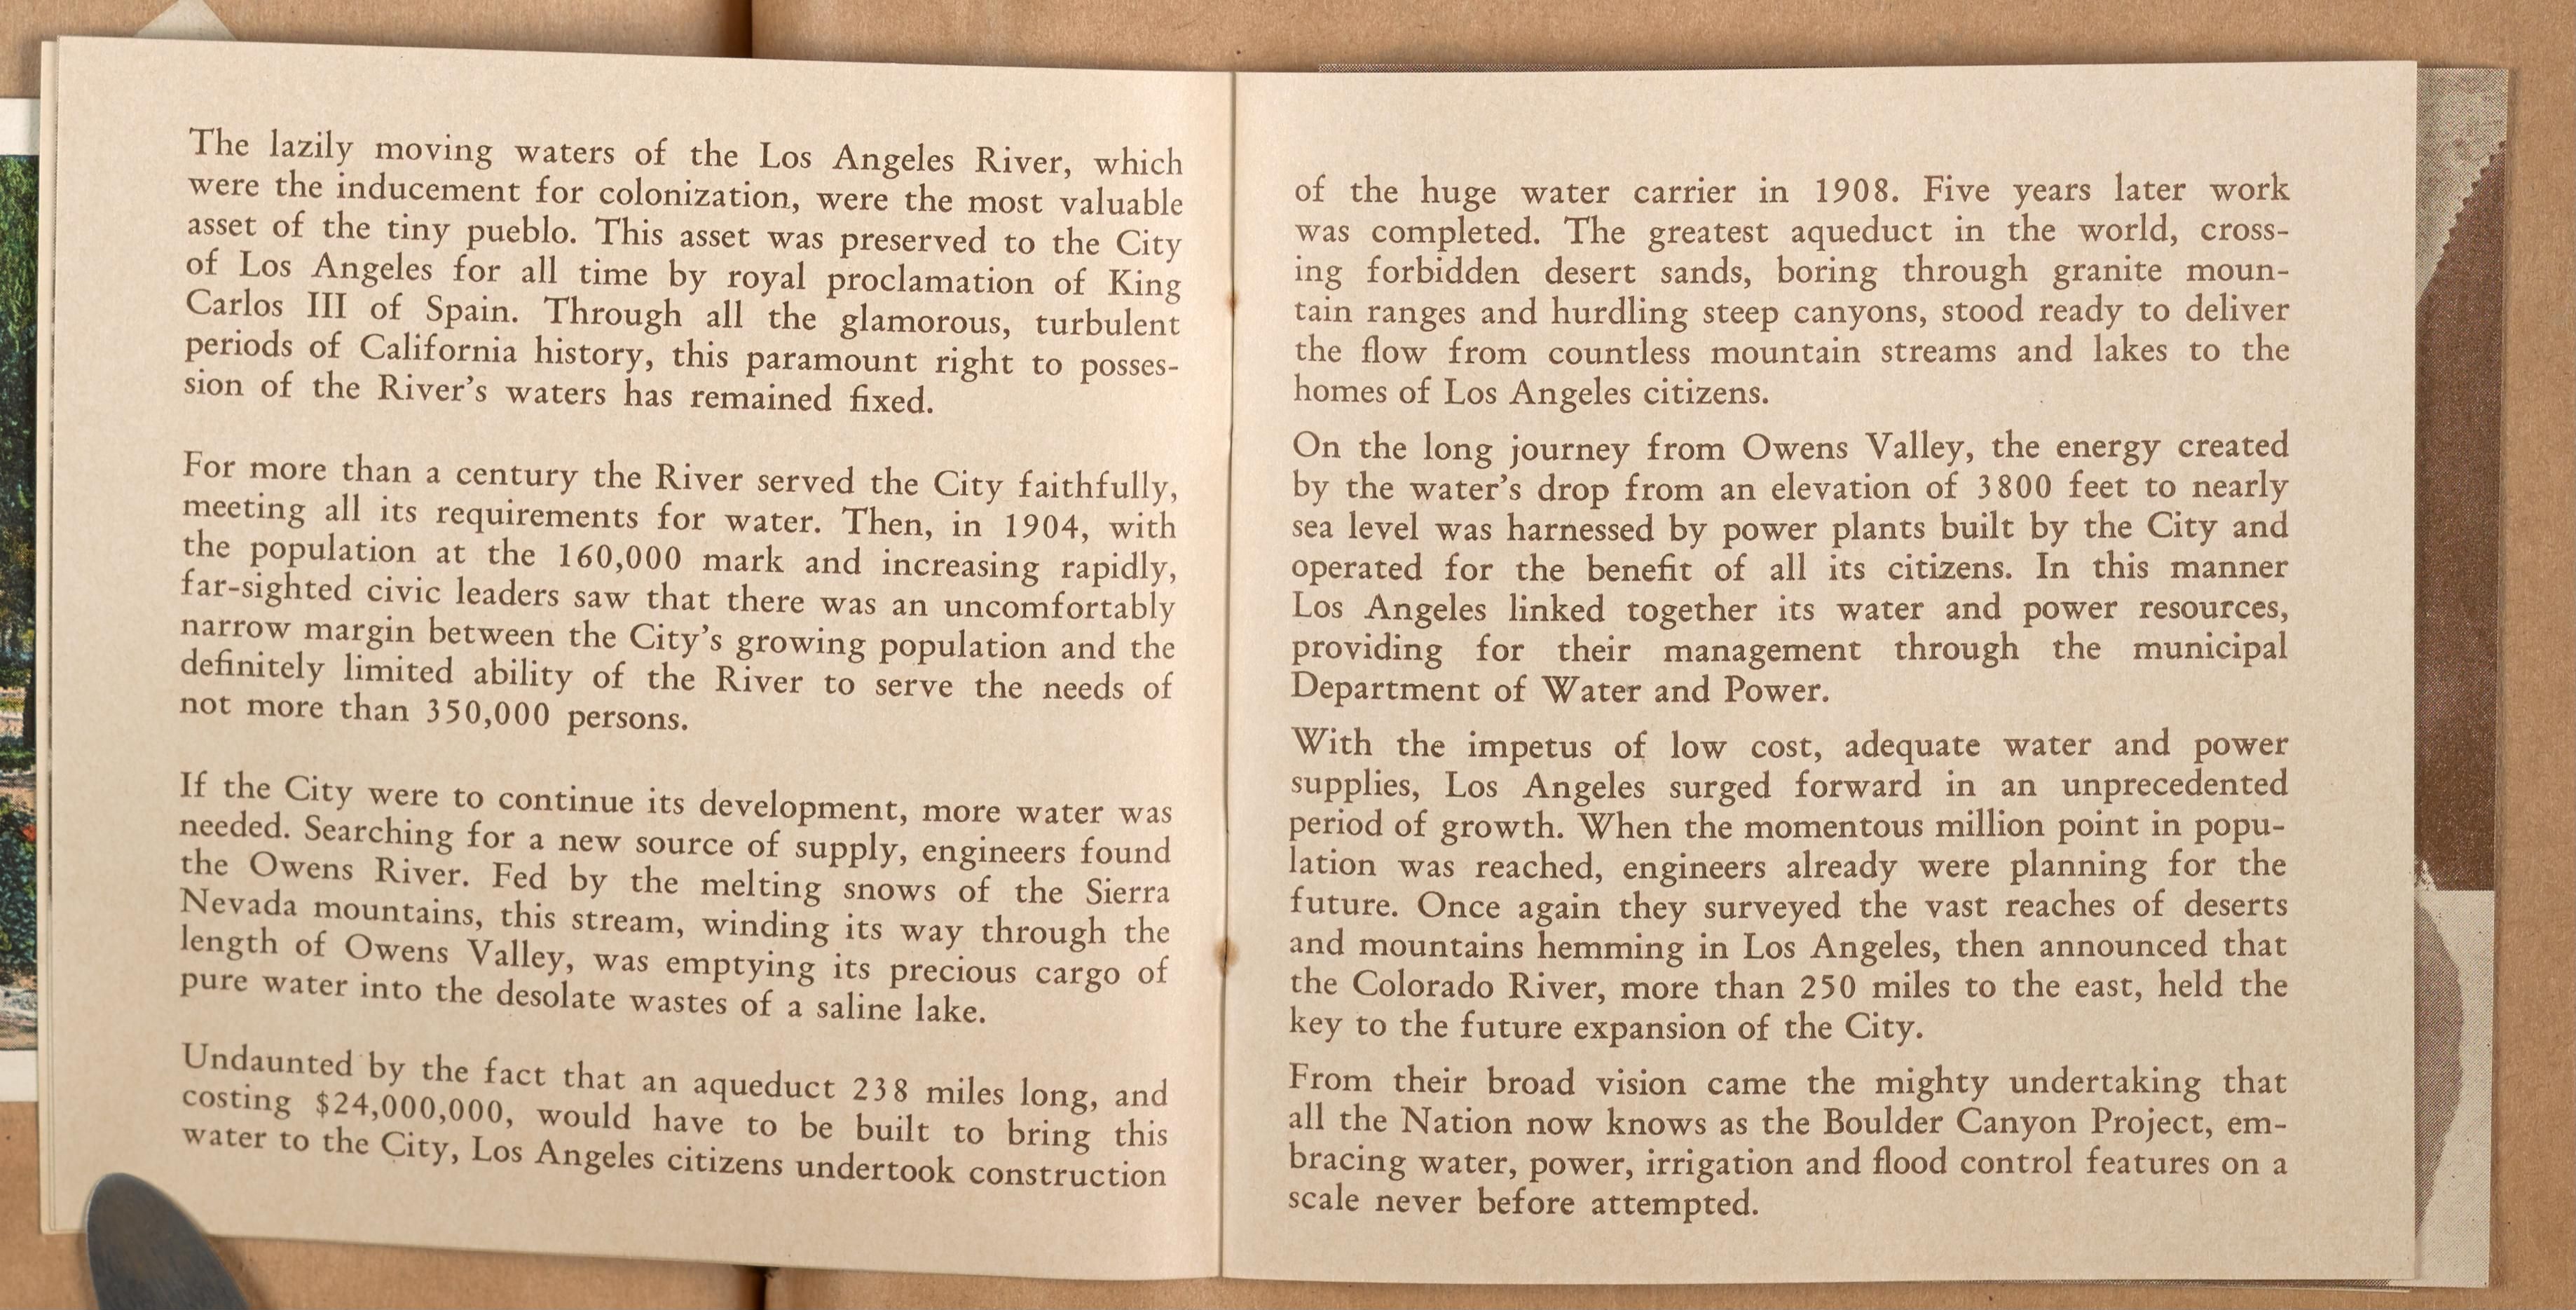 The lazily moving waters of the Los Angeles River, which
were the inducement for colonization, were the most valuable
asset of the tiny pueblo. This asset was preserved to the City
of Los Angeles for all time by royal proclamation of King
Carlos III of Spain. Through all the glamorous, turbulent
periods of California history, this paramount right to posses-
sion of the River's waters has remained fixed.
For more than a century the River served the City faithfully,
meeting all its requirements for water. Then, in 1904, with
the population at the 160,000 mark and increasing rapidly,
far-sighted civic leaders saw that there was an uncomfortably
narrow margin between the City's growing population and the
definitely limited ability of the River to serve the needs of
not more than 350,000 persons.
If the City were to continue its development, more water was
needed. Searching for a new source of supply, engineers found
the Owens River. Fed by the melting snows of the Sierra
Nevada mountains, this stream, winding its way through the
length of Owens Valley, was emptying its precious cargo of
pure water into the desolate wastes of a saline lake.
Undaunted by the fact that an aqueduct 238 miles long, and
costing $24,000,000, would have to be built to bring this
water to the City, Los Angeles citizens undertook construction
of the huge water carrier in 1908. Five years later work
was completed. The greatest aqueduct in the world, cross-
ing forbidden desert sands, boring through granite moun-
tain ranges and hurdling steep canyons, stood ready to deliver
the flow from countless mountain streams and lakes to the
homes of Los Angeles citizens.
On the long journey from Owens Valley, the energy created
by the water's drop from an elevation of 3800 feet to nearly
sea level was harnessed by power plants built by the City and
operated for the benefit of all its citizens. In this manner
Los Angeles linked together its water and power resources,
providing for their management through the municipal
Department of Water and Power.
With the impetus of low cost, adequate water and power
supplies, Los Angeles surged forward in an unprecedented
period of growth. When the momentous million point in popu-
lation was reached, engineers already were planning for the
future. Once again they surveyed the vast reaches of deserts
and mountains hemming in Los Angeles, then announced that
the Colorado River, more than 250 miles to the east, held the
key to the future expansion of the City.
From their broad vision came the mighty undertaking that
all the Nation now knows as the Boulder Canyon Project, em-
bracing water, power, irrigation and flood control features on a
scale never before attempted.